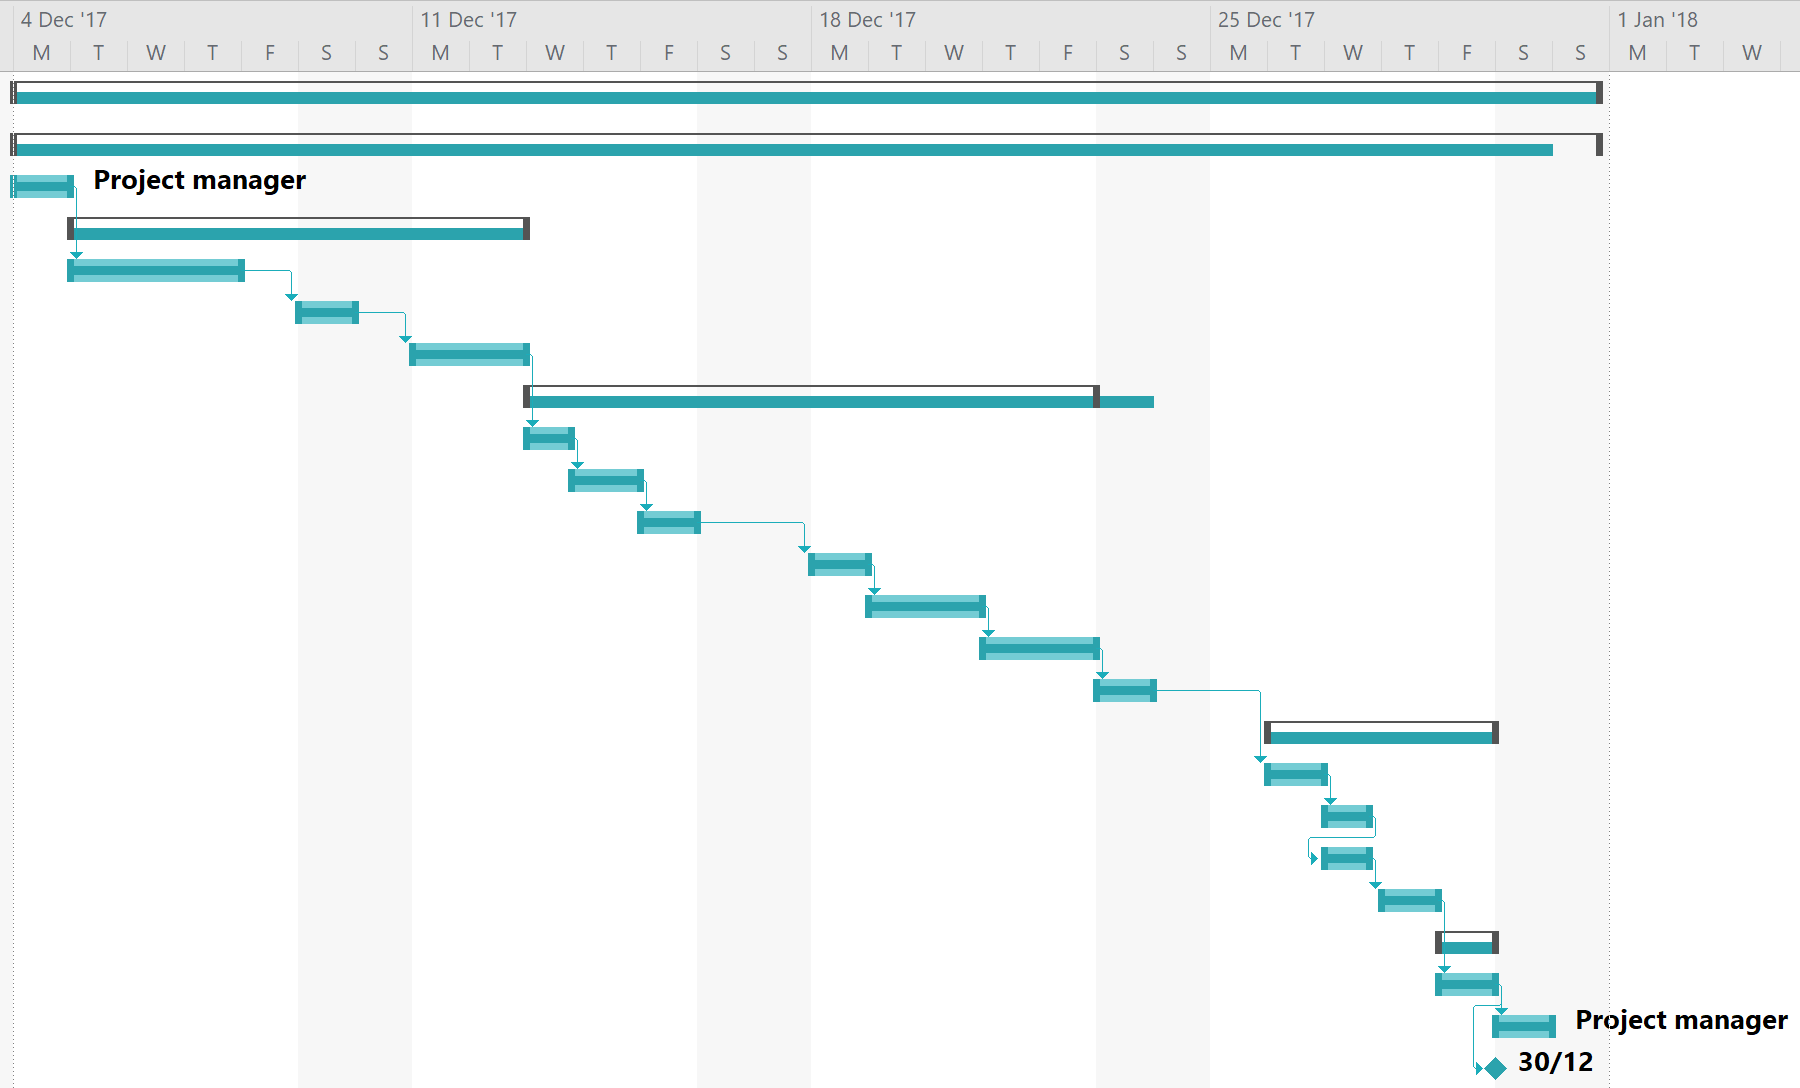 4 Dec '17 11 Dec '17 18 Dec '17 25 Dec '17 1 Jan '18
M T W T F S S M T W T F S S M T W T F S S M T W T F S S M T W
Project manager
Project manager
30/12